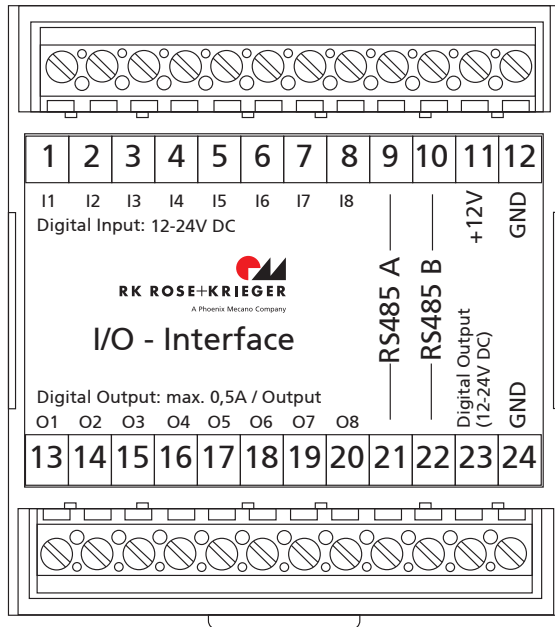 1 2 3 4 5 6 7 8 9 10 11 12
I1 I2 I3 I4 I5 I6 I7 I8
Digital Input: 12-24V DC
RK ROSE+KRIEGER
A Phoenix Mecano Company
I/O - Interface
Digital Output: max. 0,5A / Output
O1 O2 O3 O4 O5 O6 O7 O8
RS485 A
RS485 B
+12V
GND
Digital Output
(12-24V DC)
GND
13 14 15 16 17 18 19 20 21 22 23 24